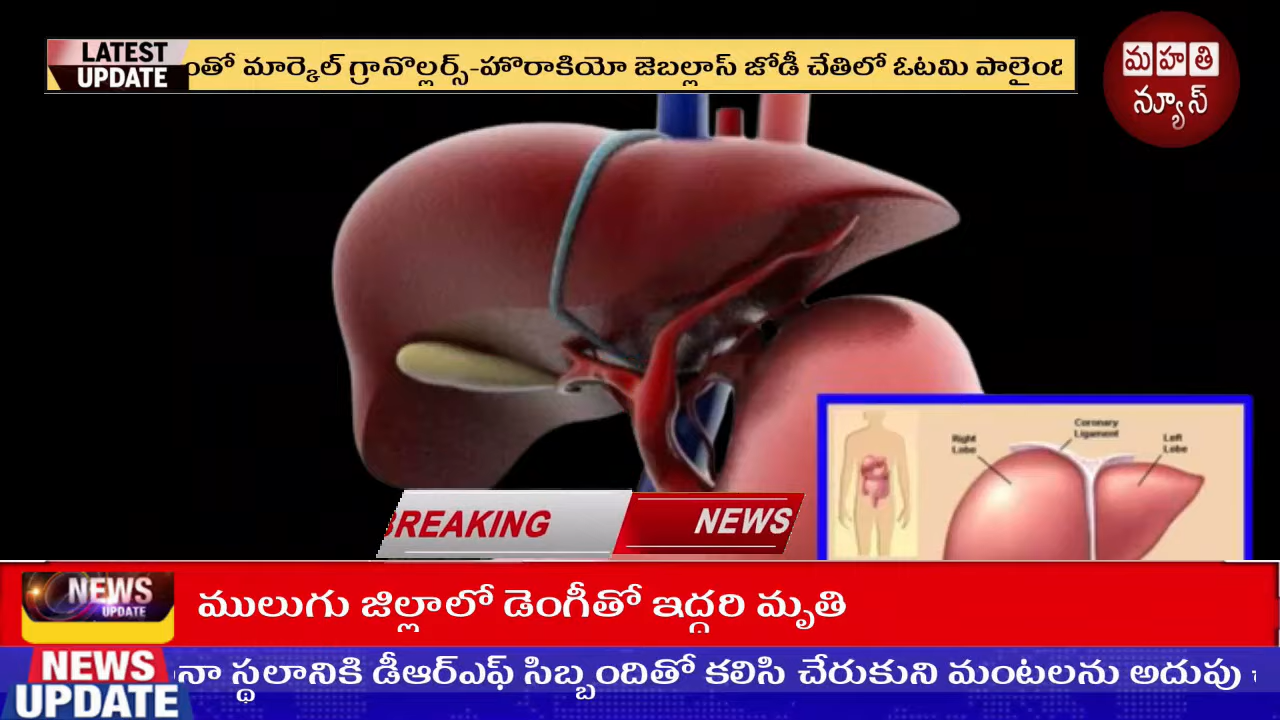 LATEST
UPDATE
మార్కెల్ గ్రానొల్లర్స్-హొరాకియో జెబల్లాస్ జోడీ చేతిలో ఓటమి
మహతి
న్యూస్
Right
Lobe
Coronary
Ligament
Left
Lobe
BREAKING NEWS
NEWS
UPDATE
ములుగు జిల్లాలో డెంగీతో ఇద్దరి మృతి
NEWS
UPDATE
స్థలానికి డీఆర్ఎఫ్ సిబ్బందితో కలిసి చేరుకుని మంటలను అదుపు